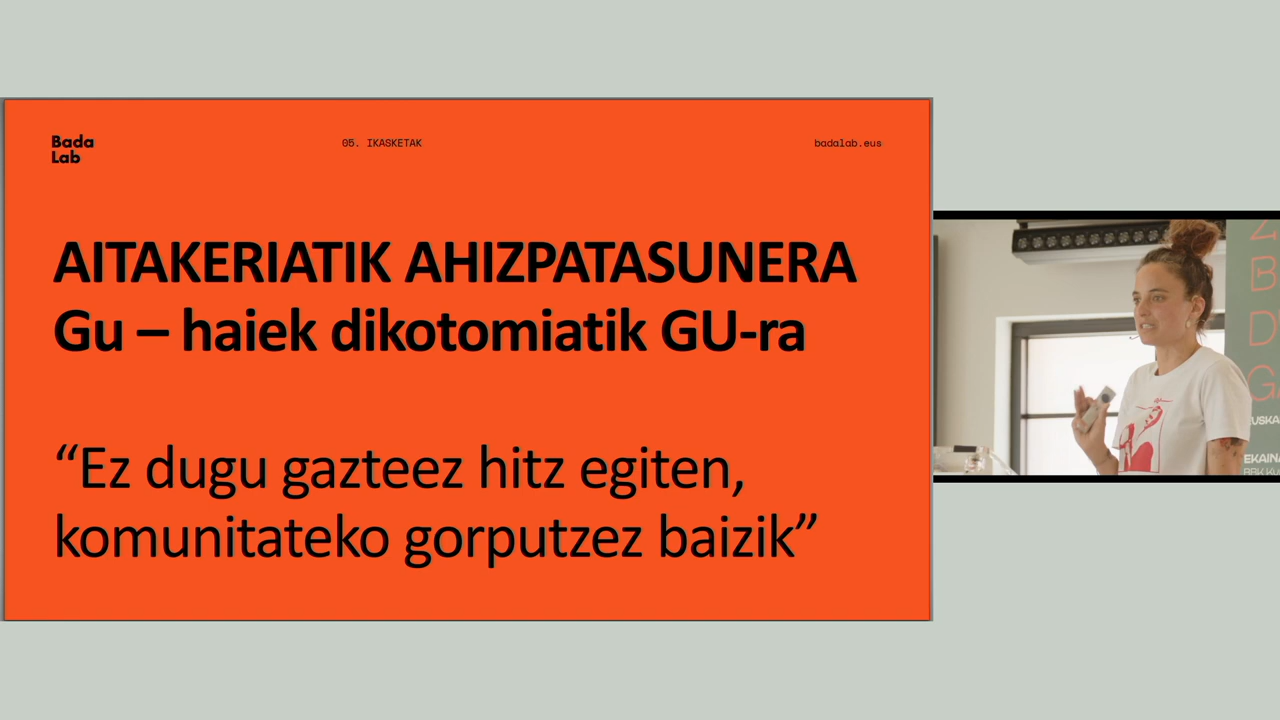 Bada
Lab
05. IKASKETAK
badalab.eus
AITAKERIATIK AHIZPATASUNERA
Gu – haiek dikotomiatik GU-ra
“Ez dugu gazteez hitz egiten,
komunitateko gorputzez baizik”
Z
B
D
G
EKAINA